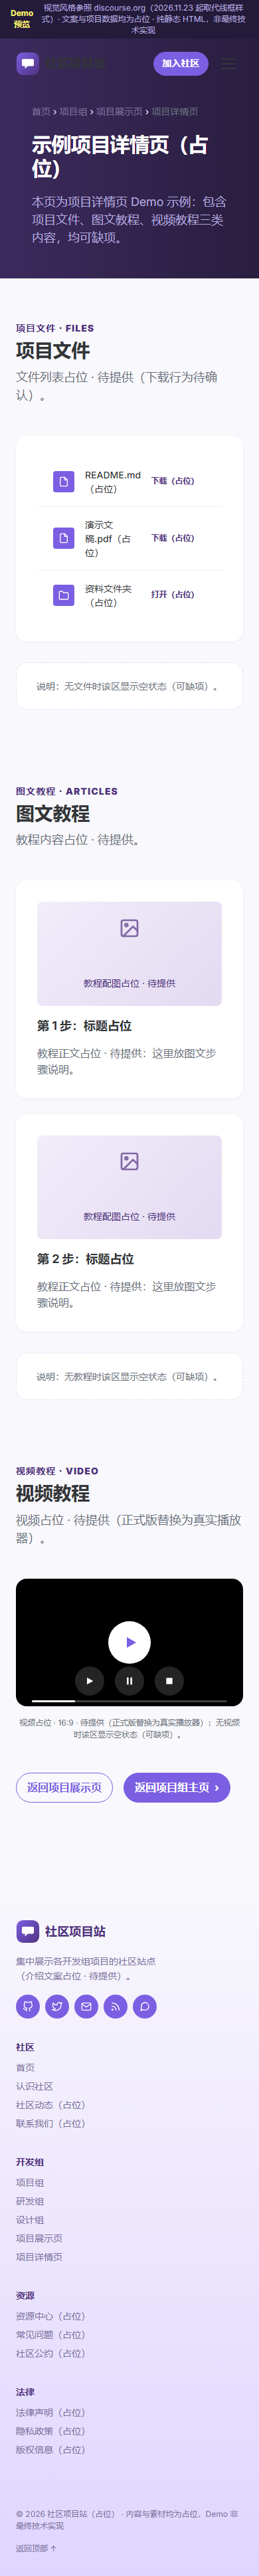 Demo
预览
视觉风格参照 discourse.org（2026.11.23 起取代线框样
式）· 文案与项目数据均为占位 · 纯静态 HTML，非最终技
术实现
社区项目站
加入社区
首页 › 项目组 › 项目展示页 › 项目详情页
示例项目详情页（占
位）
本页为项目详情页 Demo 示例：包含
项目文件、图文教程、视频教程三类
内容，均可缺项。
项目文件 · FILES
项目文件
文件列表占位 · 待提供（下载行为待确
认）。
README.md
（占位）
下载（占位）
演示文
稿.pdf（占
位）
下载（占位）
资料文件夹
（占位）
打开（占位）
说明：无文件时该区显示空状态（可缺项）。
图文教程 · ARTICLES
图文教程
教程内容占位 · 待提供。
教程配图占位 · 待提供
第 1 步：标题占位
教程正文占位 · 待提供：这里放图文步
骤说明。
教程配图占位 · 待提供
第 2 步：标题占位
教程正文占位 · 待提供：这里放图文步
骤说明。
说明：无教程时该区显示空状态（可缺项）。
视频教程 · VIDEO
视频教程
视频占位 · 待提供（正式版替换为真实播放
器）。
视频占位 · 16:9 · 待提供（正式版替换为真实播放器）；无视频
时该区显示空状态（可缺项）。
返回项目展示页
返回项目组主页 ›
社区项目站
集中展示各开发组项目的社区站点
（介绍文案占位 · 待提供）。
社区
首页
认识社区
社区动态（占位）
联系我们（占位）
开发组
项目组
研发组
设计组
项目展示页
项目详情页
资源
资源中心（占位）
常见问题（占位）
社区公约（占位）
法律
法律声明（占位）
隐私政策（占位）
版权信息（占位）
© 2026 社区项目站（占位） · 内容与素材均为占位，Demo 非
最终技术实现
返回顶部 ↑